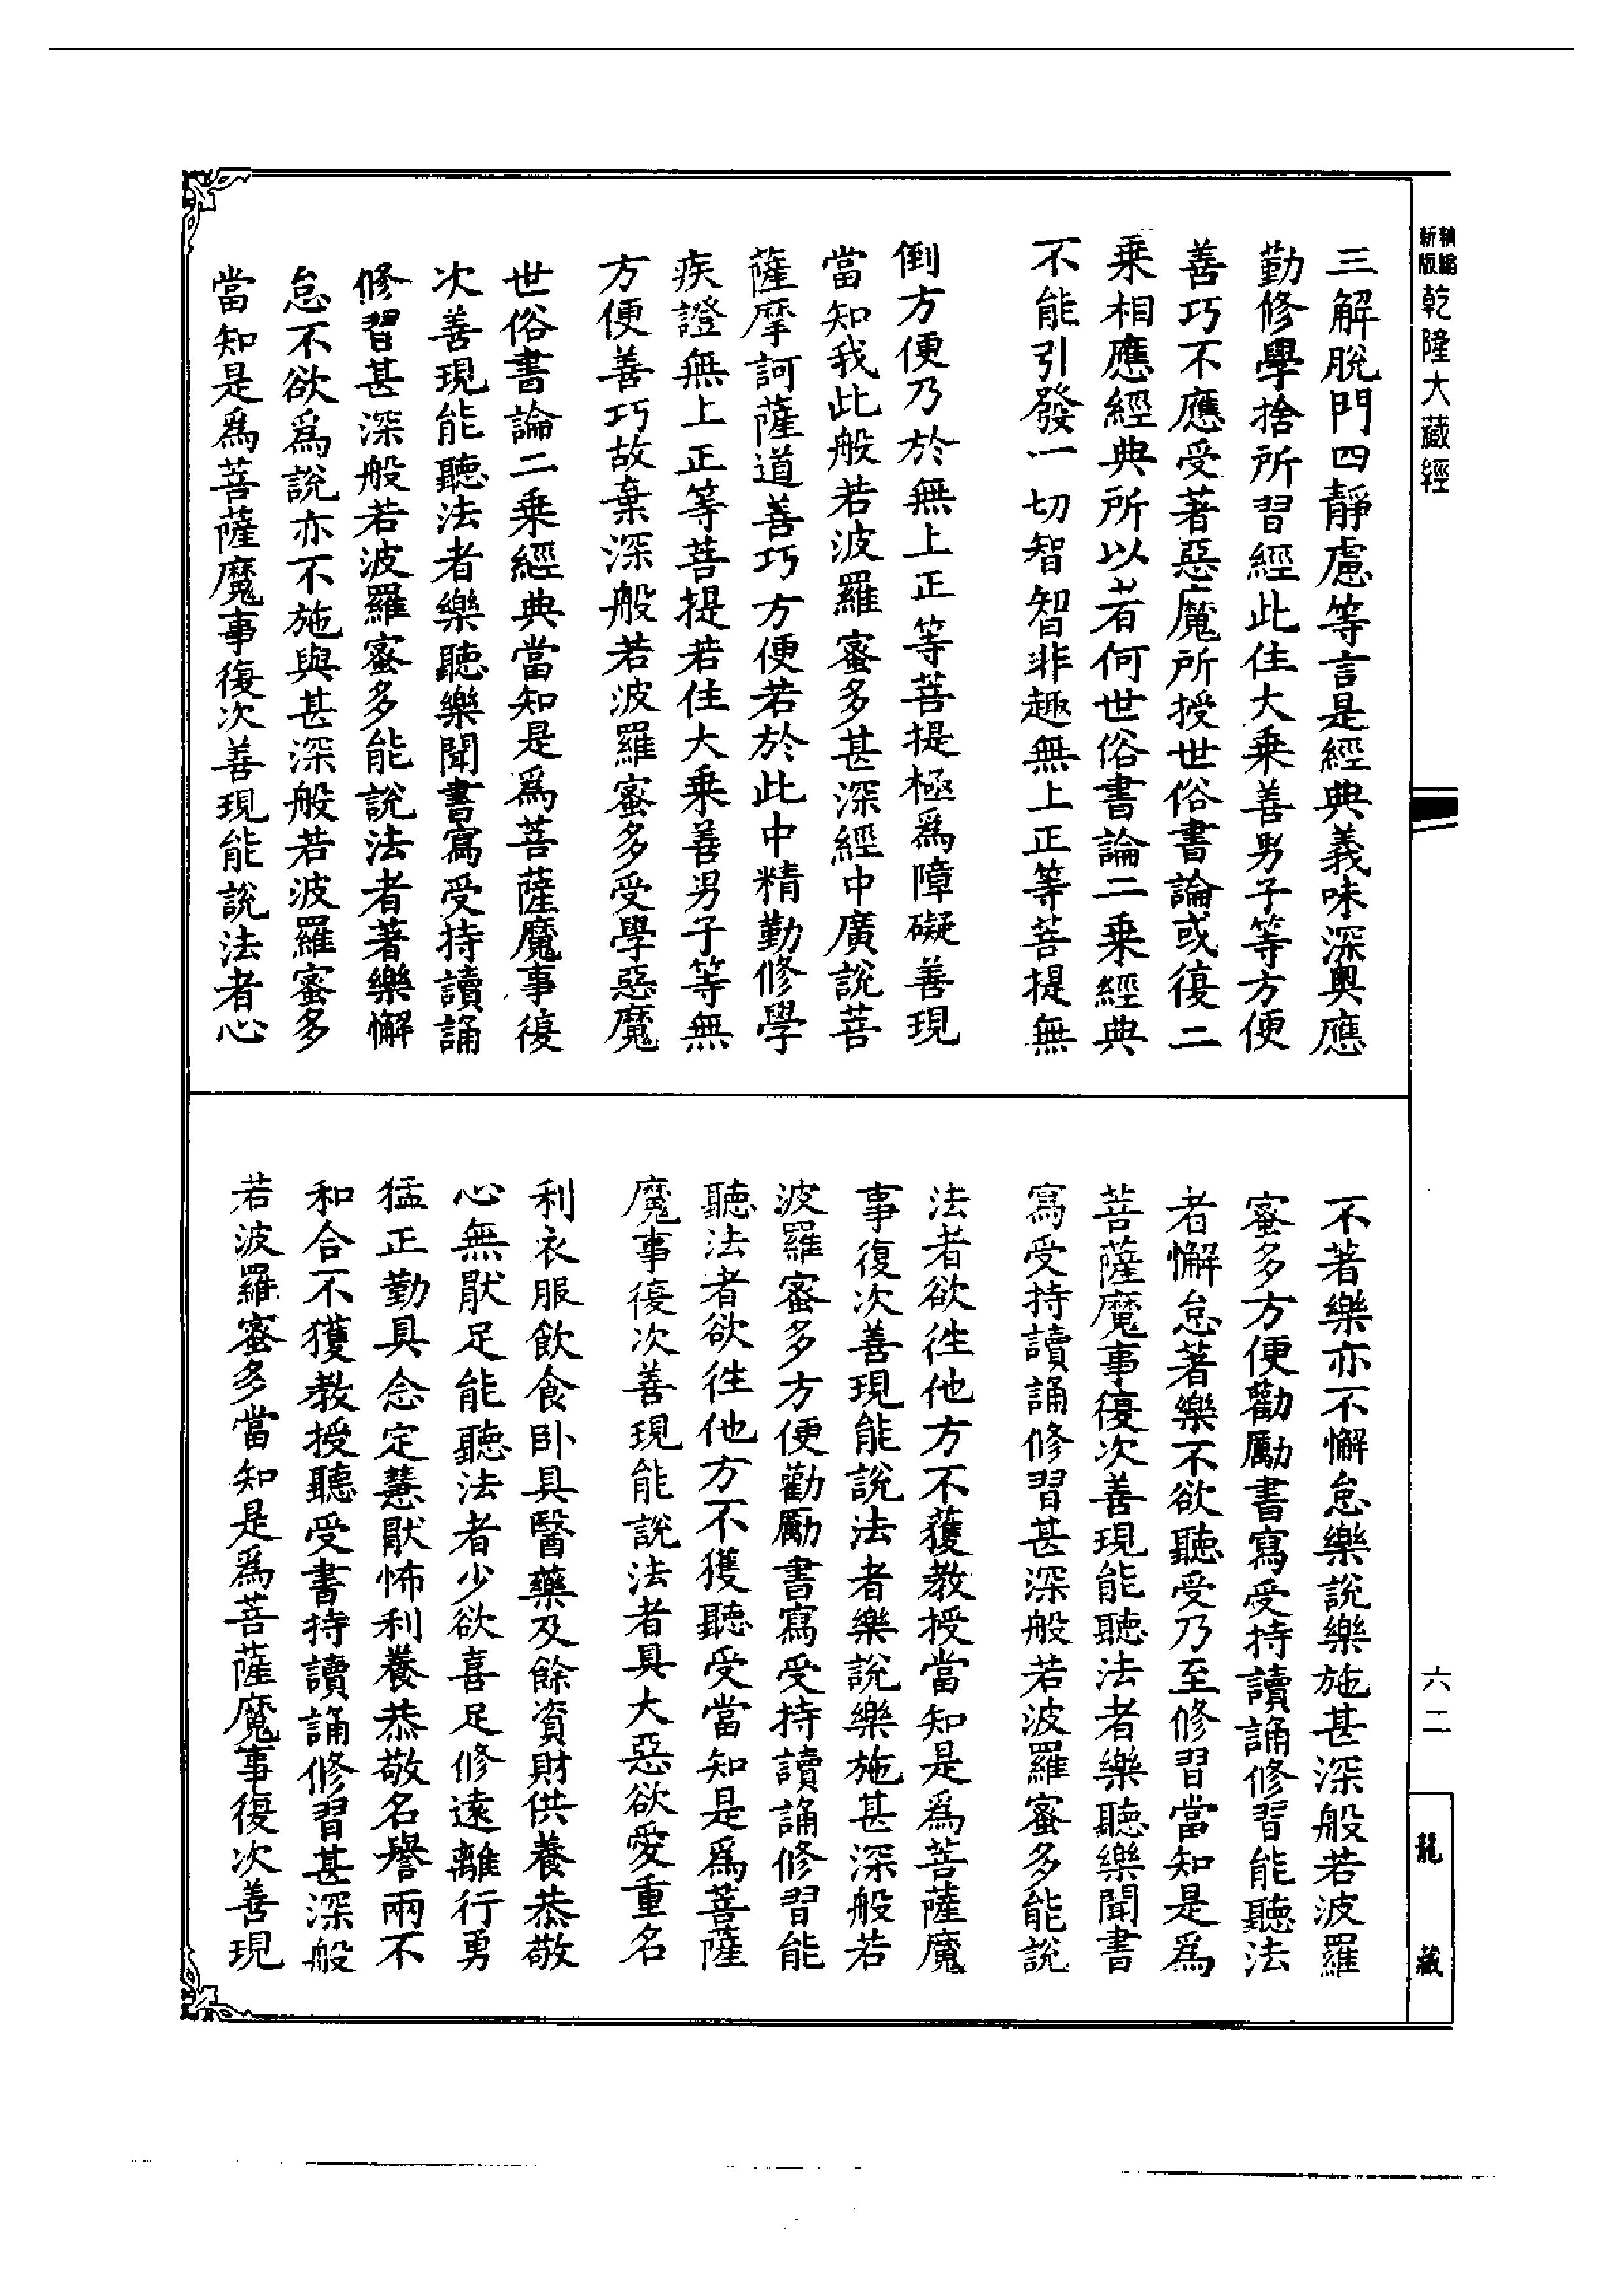 精縮新版乾隆大藏經
三解脫門四靜慮等言是經典義味深奧應
勤修學捨所習經此住大乘善男子等方便
善巧不應受著惡魔所授世俗書論或復二
乘相應經典所以者何世俗書論二乘經典
不能引發一切智智非趣無上正等菩提無
倒方便乃於無上正等菩提極爲障礙善現
當知我此般若波羅蜜多甚深經中廣說菩
薩摩訶薩道善巧方便若於此中精勤修學
疾證無上正等菩提若住大乘善男子等無
方便善巧故棄深般若波羅蜜多受學惡魔
世俗書論二乘經典當知是爲菩薩魔事復
次善現能聽法者樂聽樂聞書寫受持讀誦
修習甚深般若波羅蜜多能說法者著樂懈
怠不欲爲說亦不施與甚深般若波羅蜜多
當知是爲菩薩魔事復次善現能說法者心
不著樂亦不懈怠樂說樂施甚深般若波羅
蜜多方便勸勵書寫受持讀誦修習能聽法
者懈怠著樂不欲聽受乃至修習當知是爲
菩薩魔事復次善現能聽法者樂聽樂聞書
寫受持讀誦修習甚深般若波羅蜜多能說
法者欲往他方不獲教授當知是爲菩薩魔
事復次善現能說法者樂說樂施甚深般若
波羅蜜多方便勸勵書寫受持讀誦修習能
聽法者欲往他方不獲聽受當知是爲菩薩
魔事復次善現能說法者具大惡欲愛重名
利衣服飲食卧具醫藥及餘資財供養恭敬
心無猒足能聽法者少欲喜足修遠離行勇
猛正勤具念定慧猒怖利養恭敬名譽兩不
和合不獲教授聽受書持讀誦修習甚深般
若波羅蜜多當知是爲菩薩魔事復次善現
六二
龍藏